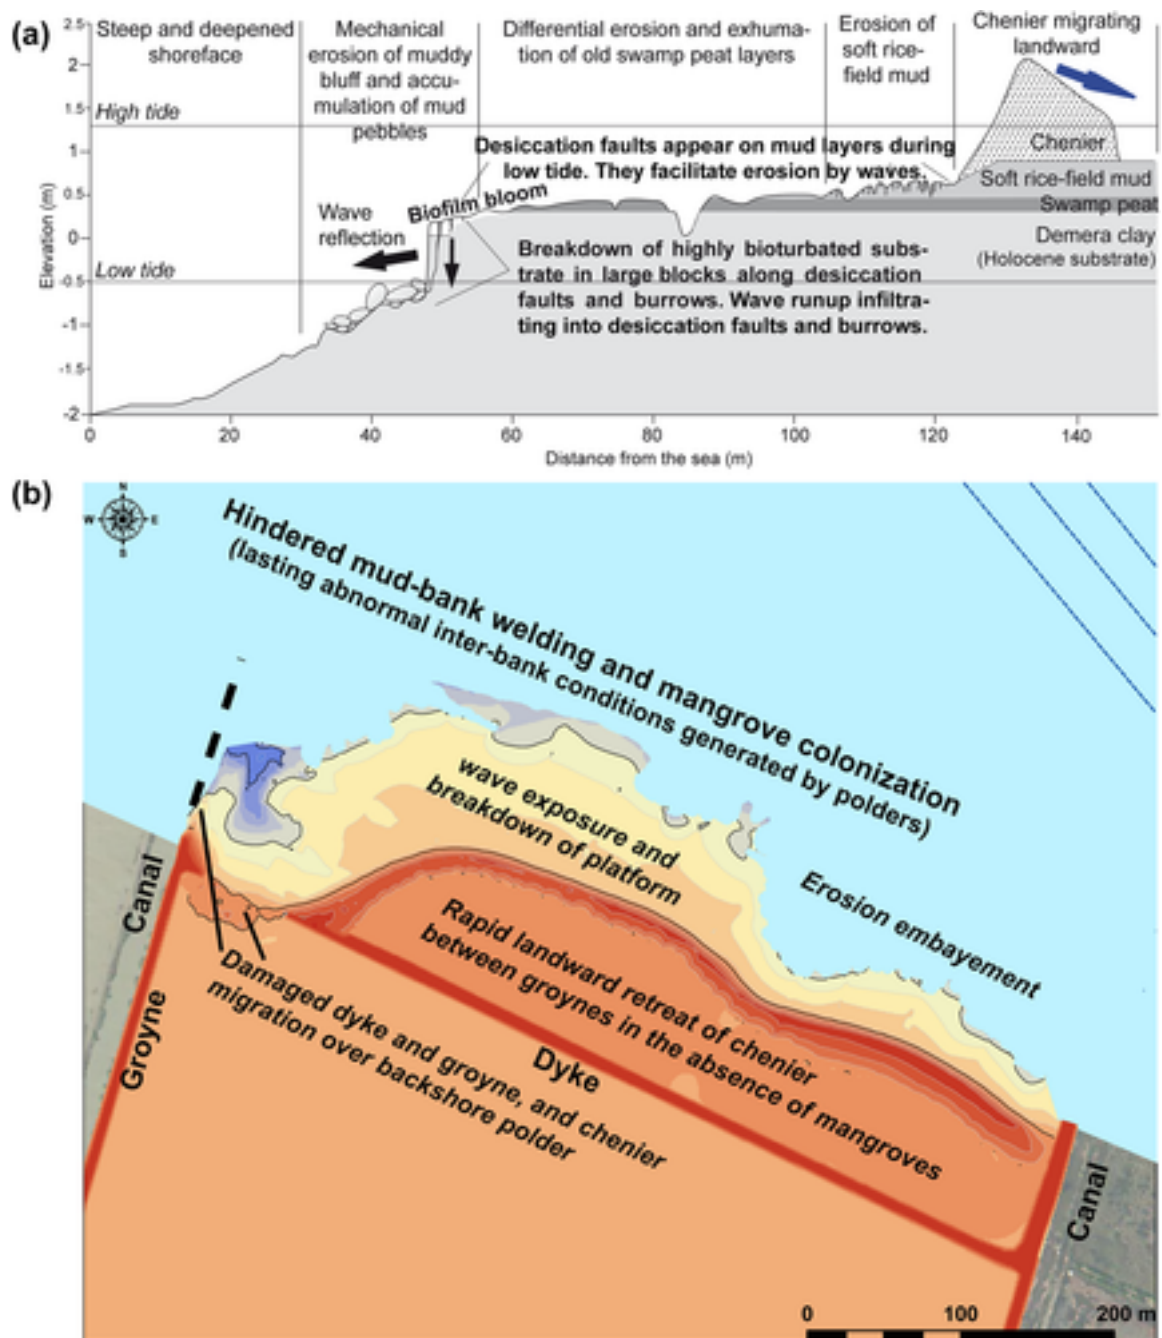 (a)
Steep and deepened
shoreface
Mechanical
erosion of muddy
bluff and accu-
mulation of mud
pebbles
Differential erosion and exhuma-
tion of old swamp peat layers
Erosion of
soft rice-
field mud
Chenier migrating
landward
2.5
2
1.5
1
0.5
0
-0.5
-1
-1.5
-2
Elevation (m)
High tide
Low tide
Desiccation faults appear on mud layers during
low tide. They facilitate erosion by waves.
Biofilm bloom
Wave
reflection
Breakdown of highly bioturbated subs-
trate in large blocks along desiccation
faults and burrows. Wave runup infiltra-
ting into desiccation faults and burrows.
Chenier
Soft rice-field mud
Swamp peat
Demera clay
(Holocene substrate)
0 20 40 60 80 100 120 140
Distance from the sea (m)
(b)
N
W E
S
Hindered mud-bank welding and mangrove colonization
(lasting abnormal inter-bank conditions generated by polders)
wave exposure and
breakdown of platform
Erosion embayement
Canal
Groyne
Rapid landward retreat of chenier
between groynes in the absence of mangroves
Damaged dyke and groyne, and chenier
migration over backshore polder
Dyke
Canal
0 100 200 m